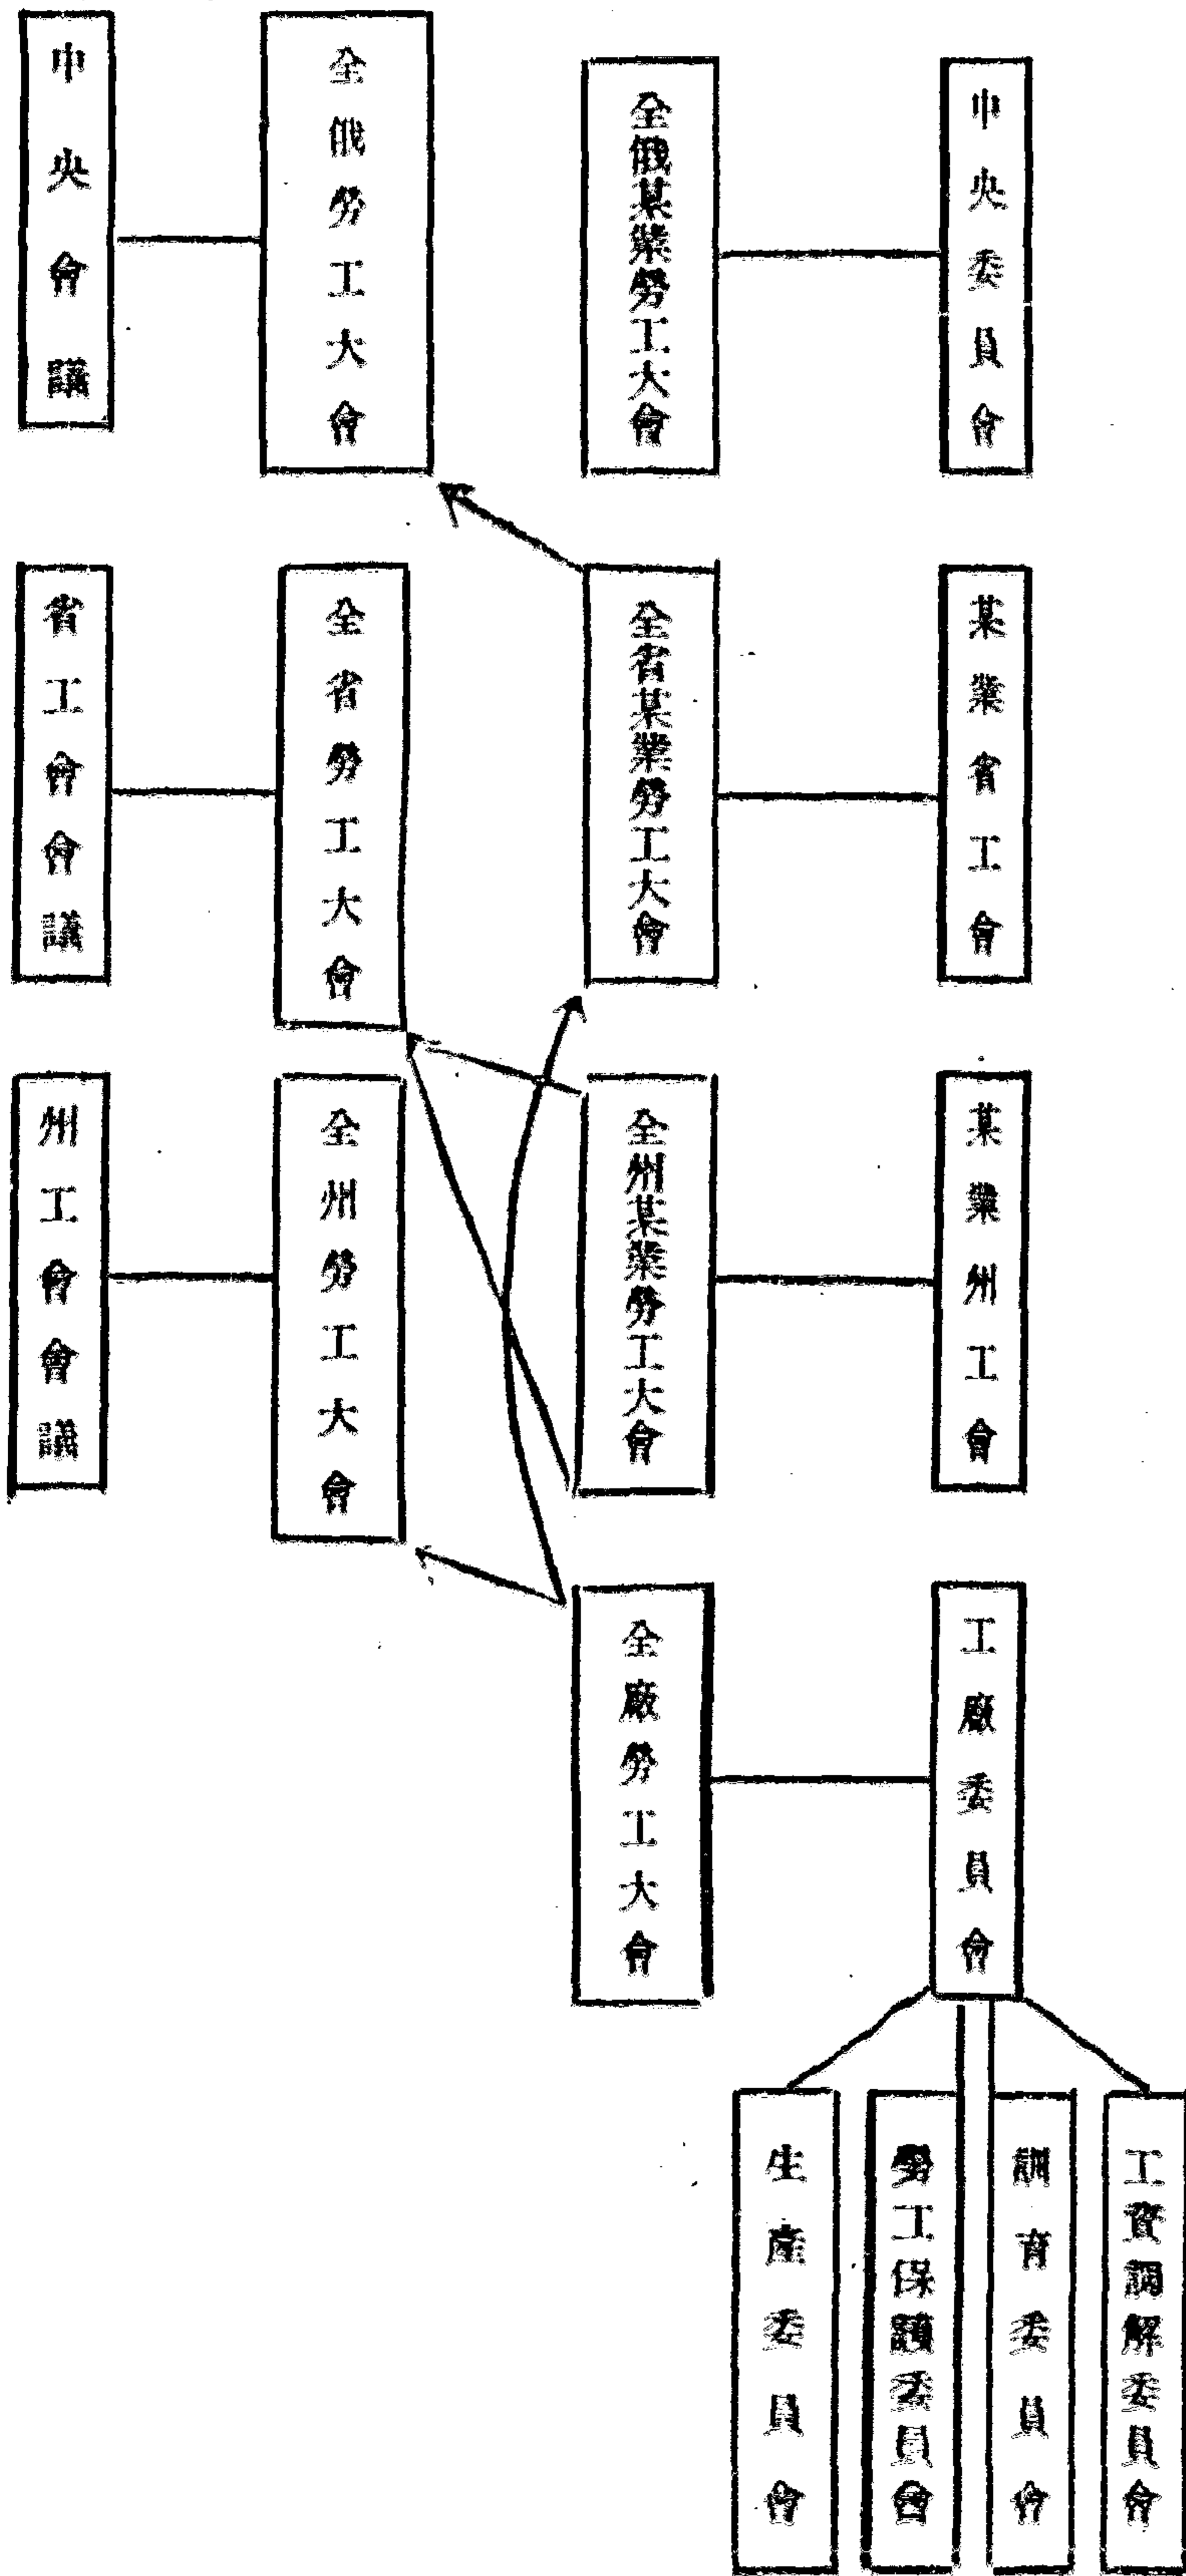 中央委員會
全俄某業勞工大會
全俄勞工大會
中央會議
某業省工會
全省某業勞工大會
全省勞工大會
省工會會議
某業州工會
全州某業勞工大會
全州勞工大會
州工會會議
工廠委員會
全廠勞工大會
工資調解委員會
訓育委員會
勞工保護委員會
生產委員會